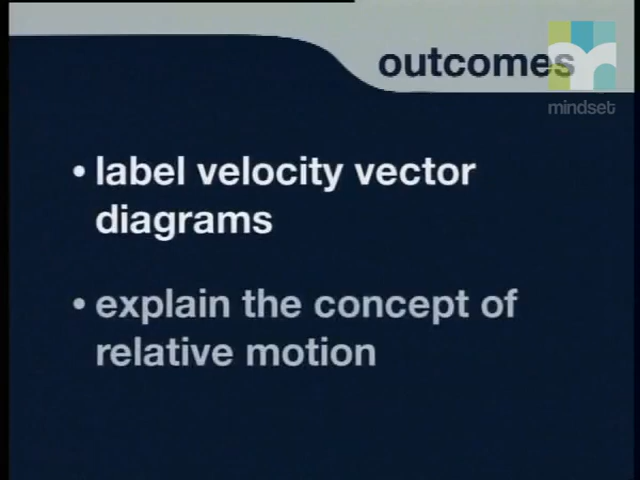 outcomes
mindset
• label velocity vector
diagrams
• explain the concept of
relative motion